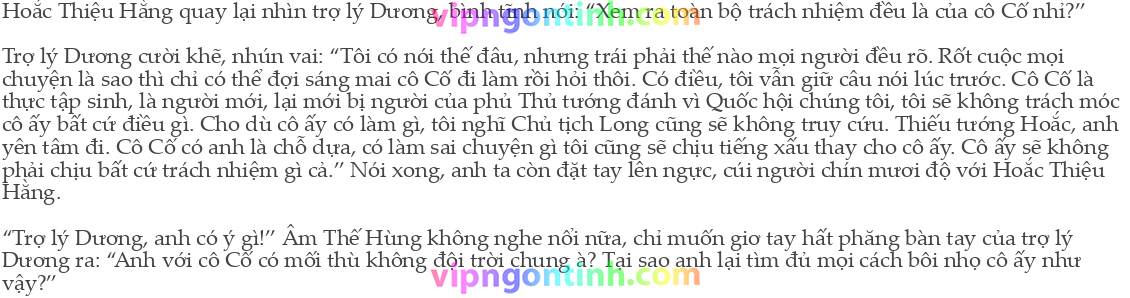 Hoắc Thiệu Hằng quay lại nhìn trợ lý Dương, bình tĩnh nói: “Xem ra toàn bộ trách nhiệm đều là của cô Cố nhỉ?”
vipngontinh.com
Trợ lý Dương cười khẽ, nhún vai: “Tôi có nói thế đâu, nhưng trái phải thế nào mọi người đều rõ. Rốt cuộc mọi
chuyện là sao thì chỉ có thể đợi sáng mai cô Cố đi làm rồi hỏi thôi. Có điều, tôi vẫn giữ câu nói lúc trước. Cô Cố là
thực tập sinh, là người mới, lại mới bị người của phủ Thủ tướng đánh vì Quốc hội chúng tôi, tôi sẽ không trách móc
cô ấy bất cứ điều gì. Cho dù cô ấy có làm gì, tôi nghĩ Chủ tịch Long cũng sẽ không truy cứu. Thiếu tướng Hoắc, anh
yên tâm đi. Cô Cố có anh là chỗ dựa, có làm sai chuyện gì tôi cũng sẽ chịu tiếng xấu thay cho cô ấy. Cô ấy sẽ không
phải chịu bất cứ trách nhiệm gì cả.” Nói xong, anh ta còn đặt tay lên ngực, cúi người chín mươi độ với Hoắc Thiệu
Hằng.
“Trợ lý Dương, anh có ý gì!” Âm Thế Hùng không nghe nổi nữa, chỉ muốn giơ tay hất phăng bàn tay của trợ lý
Dương ra: “Anh với cô Cố có mối thù không đội trời chung à? Tại sao anh lại tìm đủ mọi cách bôi nhọ cô ấy như
vipngontinh.com
vậy?”